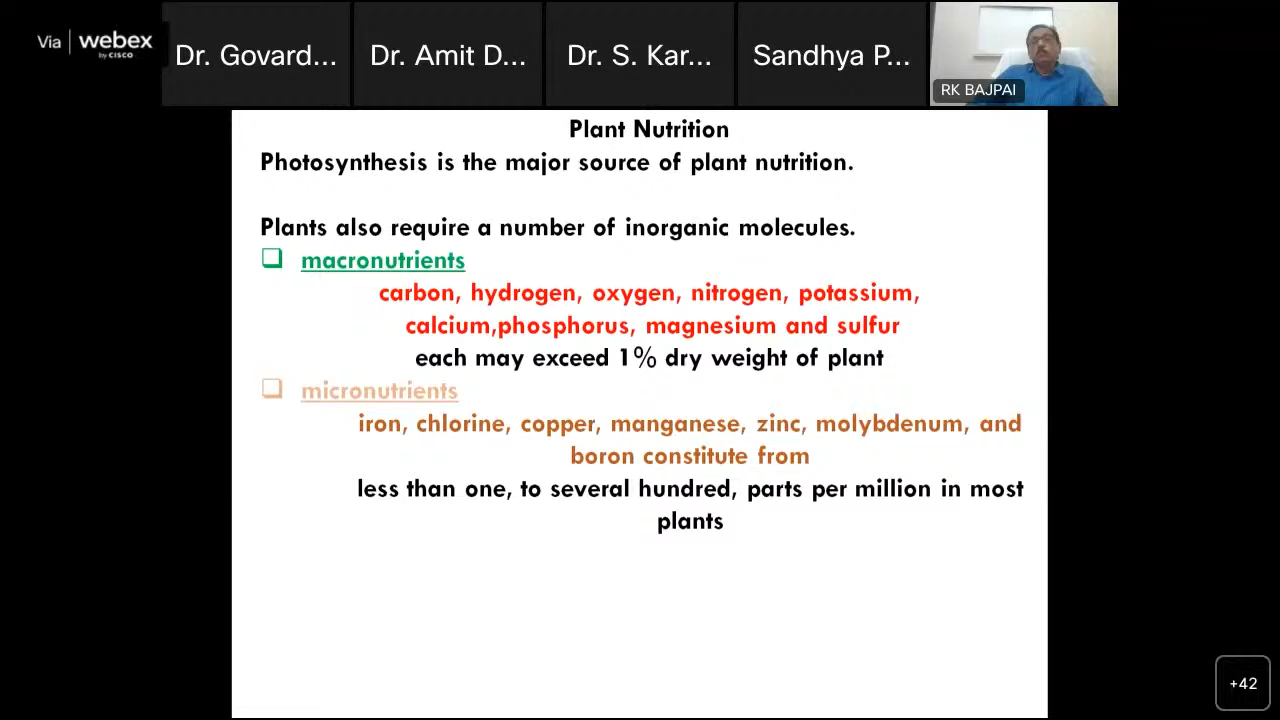 Via webex
by CISCO
Dr. Govard...
Dr. Amit D...
Dr. S. Kar...
Sandhya P...
RK BAJPAI
Plant Nutrition
Photosynthesis is the major source of plant nutrition.
Plants also require a number of inorganic molecules.
macronutrients
carbon, hydrogen, oxygen, nitrogen, potassium,
calcium,phosphorus, magnesium and sulfur
each may exceed 1% dry weight of plant
micronutrients
iron, chlorine, copper, manganese, zinc, molybdenum, and
boron constitute from
less than one, to several hundred, parts per million in most
plants
+42